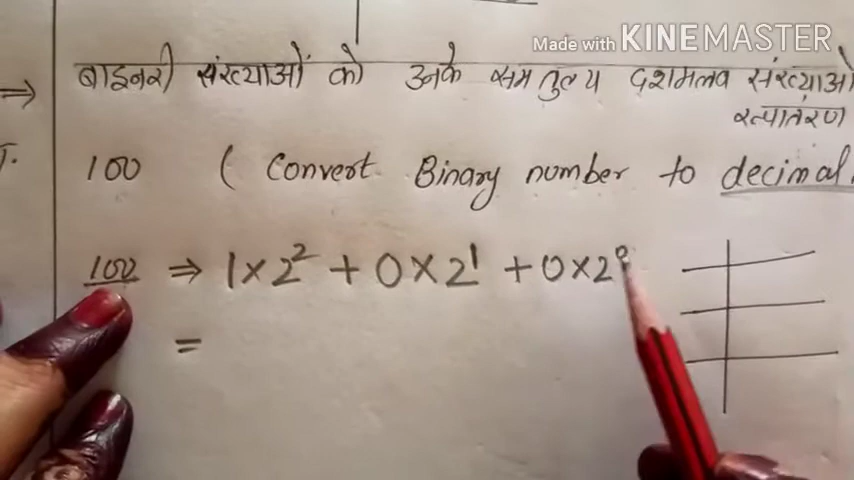 Made with KINEMASTER
⇒ बाइनरी संख्याओं को उनके समतुल्य दशमलव संख्याओ
रूपांतरण
100 ( Convert Binary number to decimal.
100 ⇒ 1×2² + 0×2¹ + 0×2⁰
=